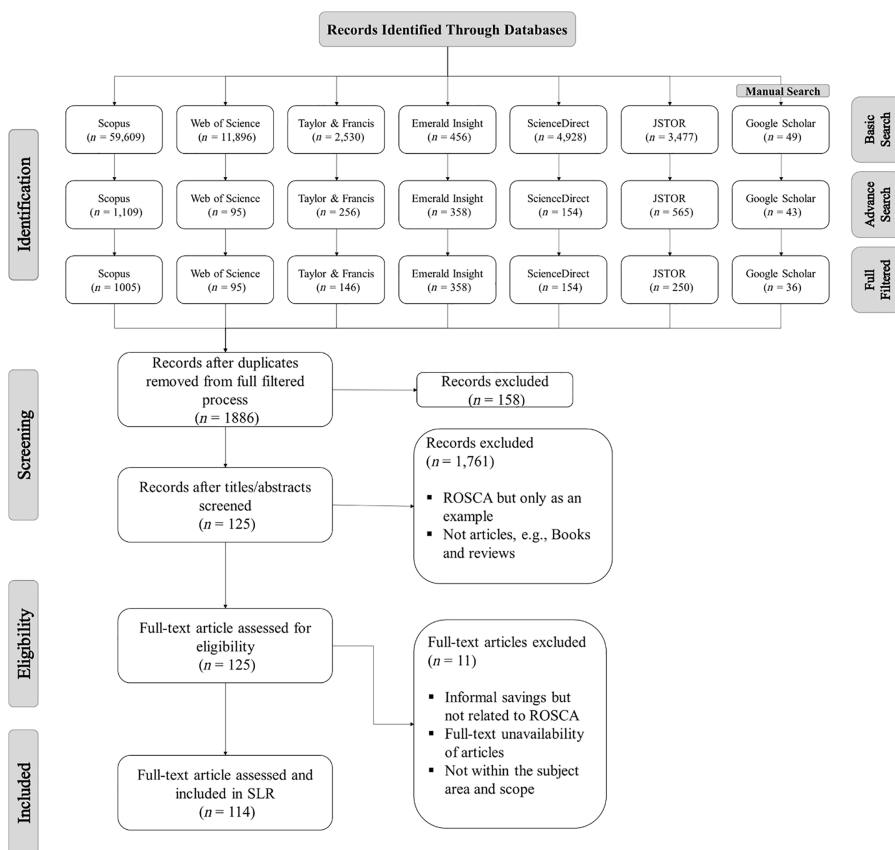 Records Identified Through Databases
Manual Search
Identification
Scopus
(n = 59,609)
Web of Science
(n = 11,896)
Taylor & Francis
(n = 2,530)
Emerald Insight
(n = 456)
ScienceDirect
(n = 4,928)
JSTOR
(n = 3,477)
Google Scholar
(n = 49)
Basic
Search
Scopus
(n = 1,109)
Web of Science
(n = 95)
Taylor & Francis
(n = 256)
Emerald Insight
(n = 358)
ScienceDirect
(n = 154)
JSTOR
(n = 565)
Google Scholar
(n = 43)
Advance
Search
Scopus
(n = 1005)
Web of Science
(n = 95)
Taylor & Francis
(n = 146)
Emerald Insight
(n = 358)
ScienceDirect
(n = 154)
JSTOR
(n = 250)
Google Scholar
(n = 36)
Full
Filtered
Screening
Records after duplicates
removed from full filtered
process
(n = 1886)
Records excluded
(n = 158)
Records after titles/abstracts
screened
(n = 125)
Records excluded
(n = 1,761)
▪ ROSCA but only as an
example
▪ Not articles, e.g., Books
and reviews
Eligibility
Full-text article assessed for
eligibility
(n = 125)
Full-text articles excluded
(n = 11)
▪ Informal savings but
not related to ROSCA
▪ Full-text unavailability
of articles
▪ Not within the subject
area and scope
Included
Full-text article assessed and
included in SLR
(n = 114)